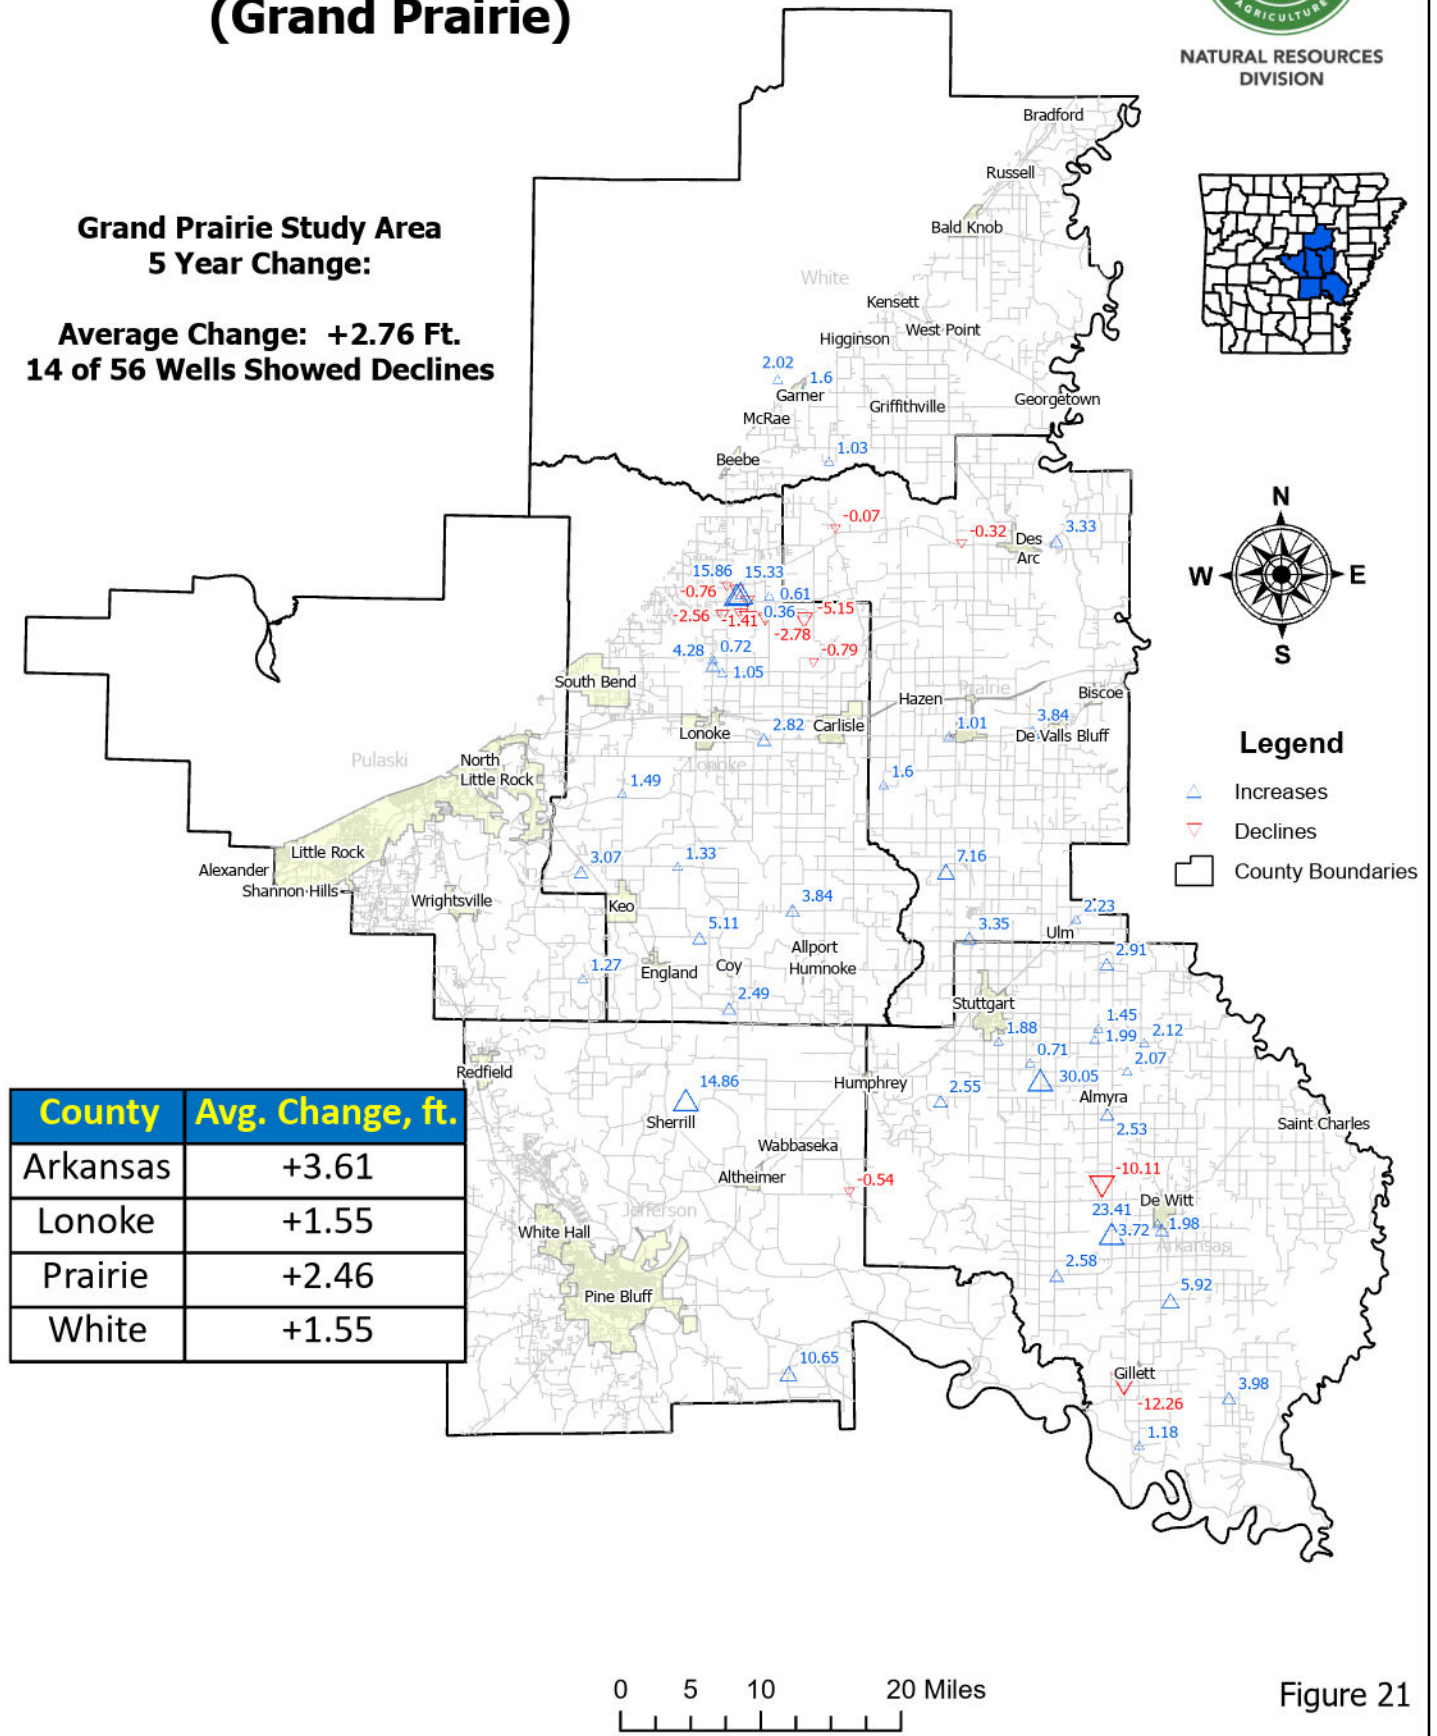 (Grand Prairie)
AGRICULTURE
NATURAL RESOURCES
DIVISION
Grand Prairie Study Area
5 Year Change:
Average Change: +2.76 Ft.
14 of 56 Wells Showed Declines
Bradford
Russell
Bald Knob
White
Kensett
West Point
Higginson
2.02
1.6
Garner
Georgetown
Griffithville
McRae
1.03
Beebe
-0.07
-0.32
Des
Arc
3.33
15.86
15.33
-0.76
0.61
0.36
-5.15
-2.56
-1.41
-2.78
4.28
0.72
-0.79
1.05
South Bend
Hazen
Prairie
Biscoe
Lonoke
2.82
Carlisle
1.01
3.84
De Valls Bluff
Pulaski
North
Little Rock
Lonoke
1.49
1.6
Little Rock
Alexander
Shannon Hills
3.07
1.33
7.16
Wrightsville
Keo
3.84
2.23
5.11
3.35
Ulm
Allport
2.91
1.27
England
Coy
Humnoke
2.49
Stuttgart
1.45
1.88
1.99
2.12
0.71
2.07
Redfield
14.86
Humphrey
2.55
30.05
Almyra
Sherrill
2.53
Saint Charles
Wabbaseka
Altheimer
-0.54
-10.11
De Witt
Jefferson
23.41
White Hall
3.72
1.98
Arkansas
2.58
5.92
Pine Bluff
10.65
Gillett
3.98
-12.26
1.18
N
W
E
S
Legend
Increases
Declines
County Boundaries
County Avg. Change, ft.
Arkansas +3.61
Lonoke +1.55
Prairie +2.46
White +1.55
0 5 10 20 Miles
Figure 21